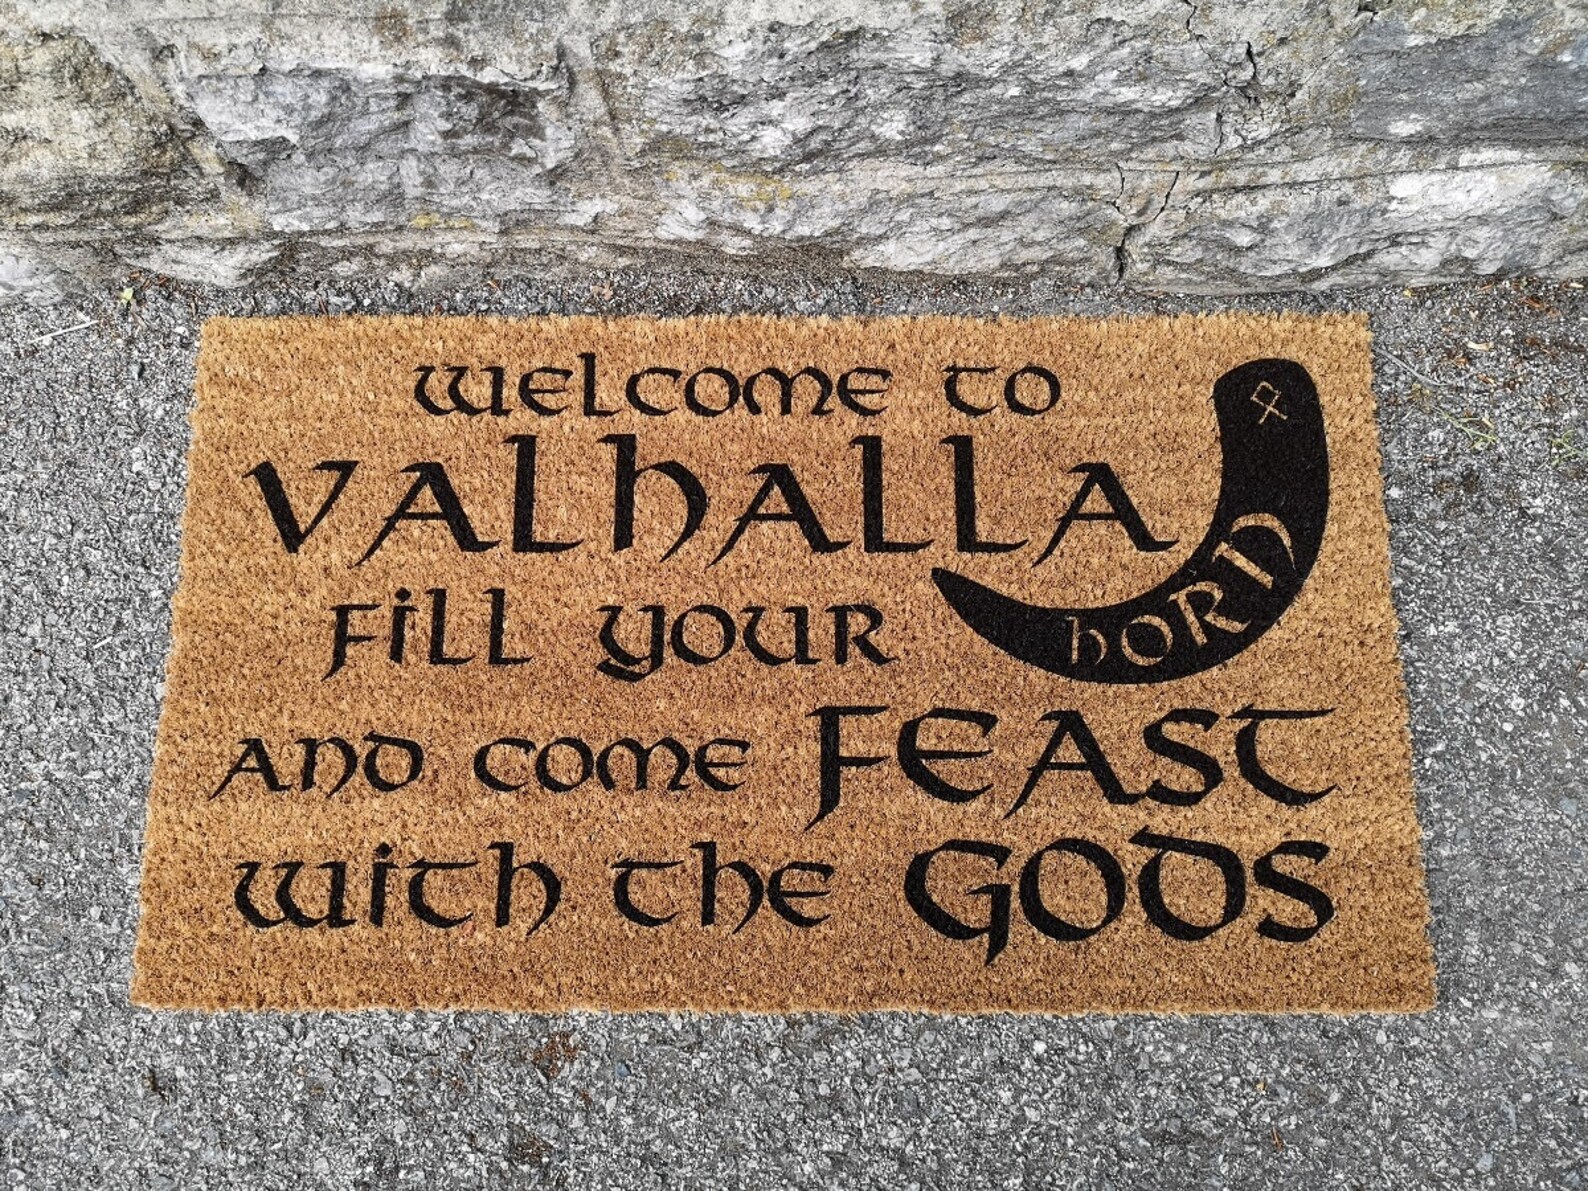 welcome to
VALHALLA
Fill your horn
and come FEAST
with the GODS